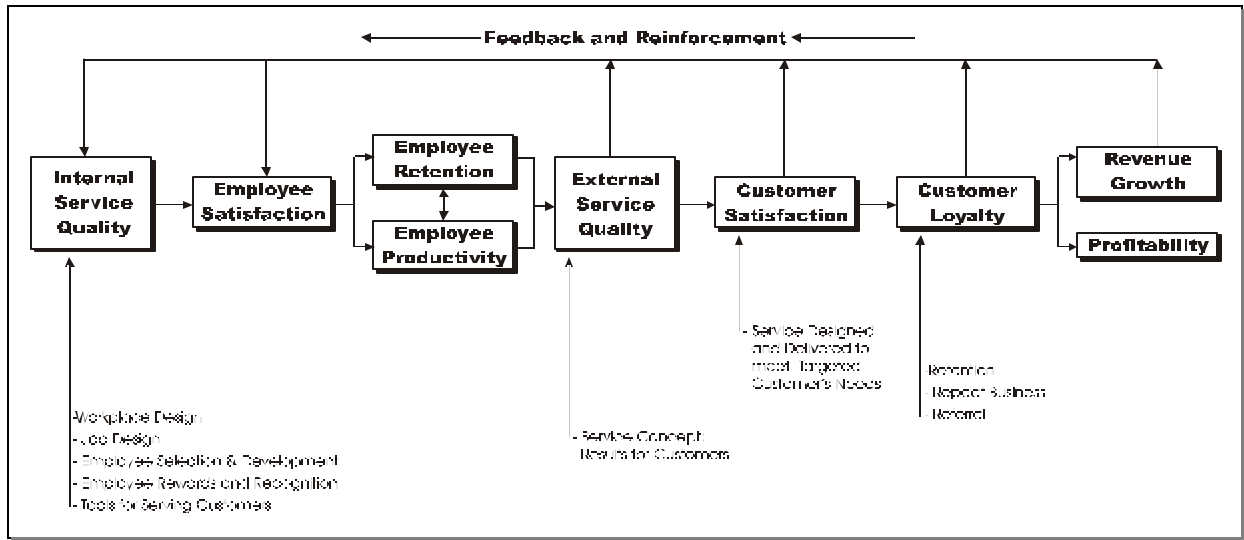 Feedback and Reinforcement
Internal
Service
Quality
Employee
Satisfaction
Employee
Retention
Employee
Productivity
External
Service
Quality
Customer
Satisfaction
Customer
Loyalty
Revenue
Growth
Profitability
-Workplace Design
- Job Design
- Employee Selection & Development
- Employee Rewards and Recognition
- Tools for Serving Customers
- Service Concept:
Results for Customers
- Service Designed
and Delivered to
meet Targeted
Customer's Needs
-Retention
- Repeat Business
- Referral